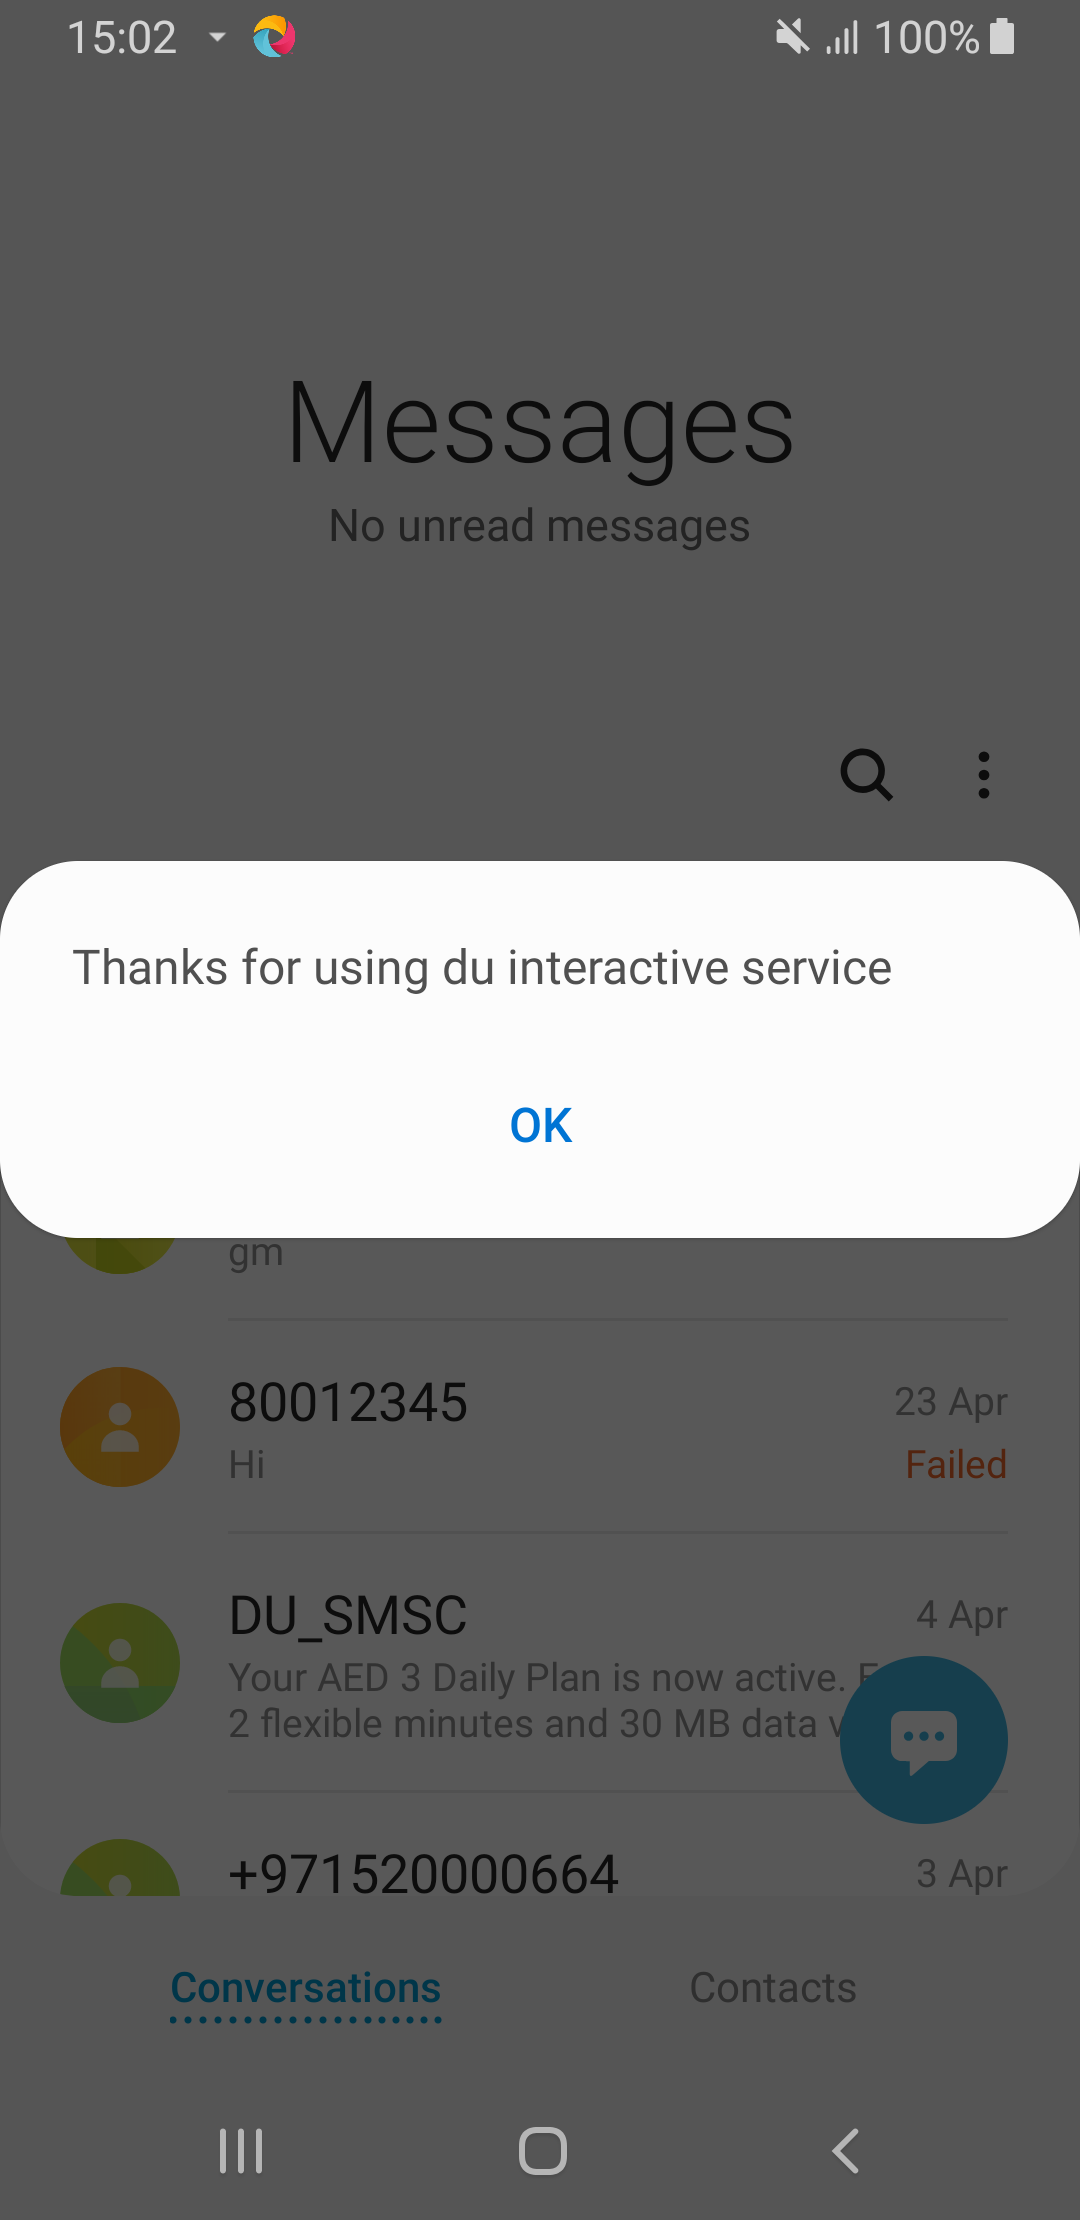 15:02
100%
Messages
No unread messages
Thanks for using du interactive service
OK
gm
80012345
23 Apr
Hi
Failed
DU_SMSC
4 Apr
Your AED 3 Daily Plan is now active.
2 flexible minutes and 30 MB data
+971520000664
3 Apr
Conversations
Contacts